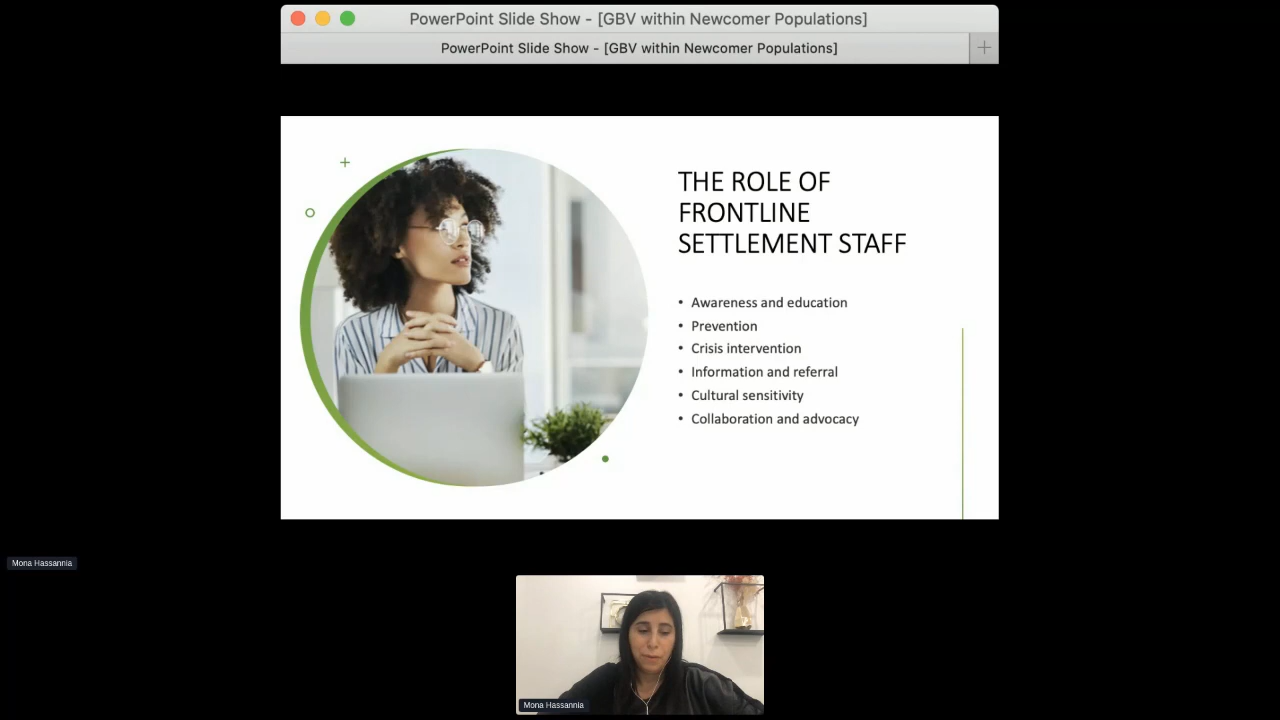 PowerPoint Slide Show - [GBV within Newcomer Populations]
PowerPoint Slide Show - [GBV within Newcomer Populations]
THE ROLE OF
FRONTLINE
SETTLEMENT STAFF
• Awareness and education
• Prevention
• Crisis intervention
• Information and referral
• Cultural sensitivity
• Collaboration and advocacy
Mona Hassannia
Mona Hassannia